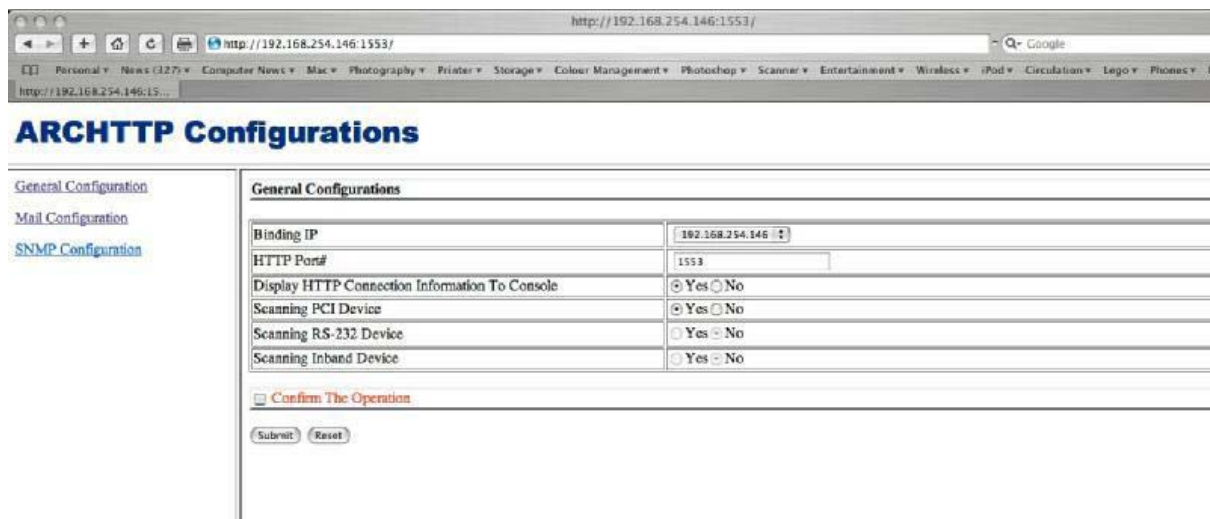 http://192.168.254.146:1553/
http://192.168.254.146:1553/
Google
Personal News (327) Computer News Mac Photography Printer Storage Colour Management Photoshop Scanner Entertainment Wireless iPod Circulation Lego Phones
http://192.168.254.146:15...
ARCHTTP Configurations
General Configuration
Mail Configuration
SNMP Configuration
General Configurations
Binding IP 192.168.254.146
HTTP Port# 1553
Display HTTP Connection Information To Console Yes No
Scanning PCI Device Yes No
Scanning RS-232 Device Yes No
Scanning Inband Device Yes No
Confirm The Operation
Submit Reset